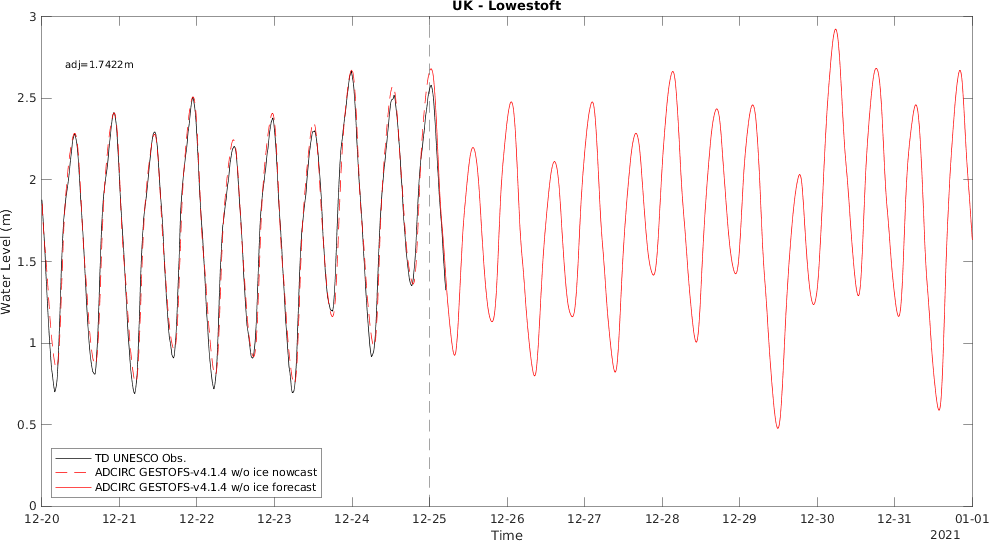 UK - Lowestoft
adj=1.7422m
3
2.5
2
1.5
1
0.5
0
Water Level (m)
TD UNESCO Obs.
ADCIRC GESTOFS-v4.1.4 w/o ice nowcast
ADCIRC GESTOFS-v4.1.4 w/o ice forecast
12-20 12-21 12-22 12-23 12-24 12-25 12-26 12-27 12-28 12-29 12-30 12-31 01-01
Time
2021